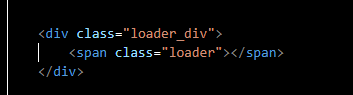 <div class="loader_div">
<span class="loader"></span>
</div>